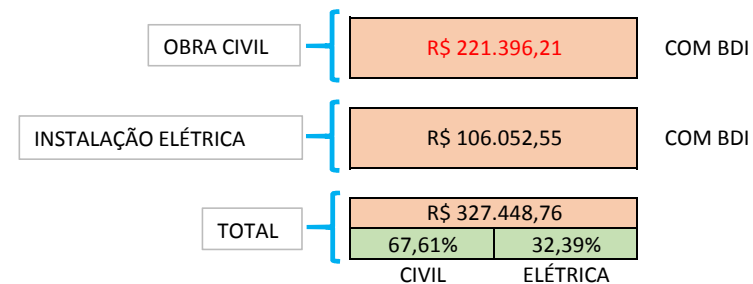 OBRA CIVIL R$ 221.396,21 COM BDI
INSTALAÇÃO ELÉTRICA R$ 106.052,55 COM BDI
TOTAL R$ 327.448,76
67,61% 32,39%
CIVIL ELÉTRICA